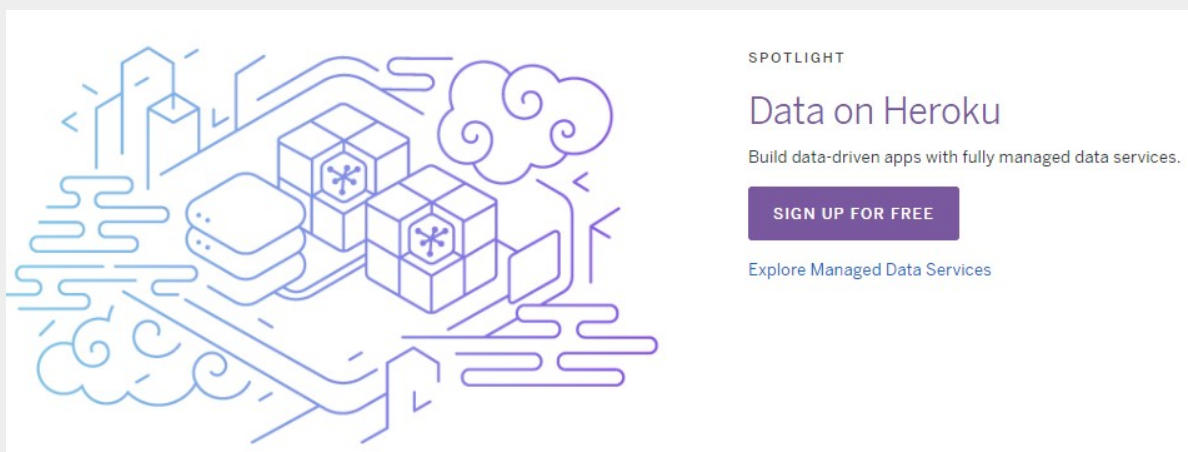 SPOTLIGHT
Data on Heroku
Build data-driven apps with fully managed data services.
SIGN UP FOR FREE
Explore Managed Data Services